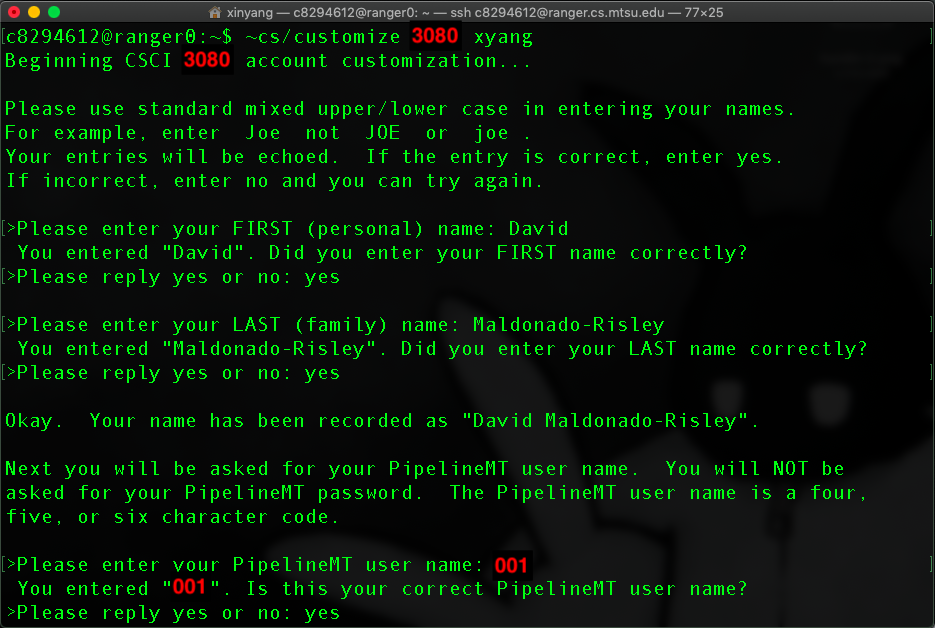 xinyang — c8294612@ranger0: ~ — ssh c8294612@ranger.cs.mtsu.edu — 77×25
[c8294612@ranger0:~$ ~cs/customize 3080 xyang ]
Beginning CSCI 3080 account customization...
Please use standard mixed upper/lower case in entering your names.
For example, enter  Joe  not  JOE  or  joe .
Your entries will be echoed.  If the entry is correct, enter yes.
If incorrect, enter no and you can try again.
[>Please enter your FIRST (personal) name: David ]
You entered "David". Did you enter your FIRST name correctly?
[>Please reply yes or no: yes ]
[>Please enter your LAST (family) name: Maldonado-Risley ]
You entered "Maldonado-Risley". Did you enter your LAST name correctly?
[>Please reply yes or no: yes ]
Okay.  Your name has been recorded as "David Maldonado-Risley".
Next you will be asked for your PipelineMT user name.  You will NOT be
asked for your PipelineMT password.  The PipelineMT user name is a four,
five, or six character code.
[>Please enter your PipelineMT user name: 001 ]
You entered "001". Is this your correct PipelineMT user name?
>Please reply yes or no: yes